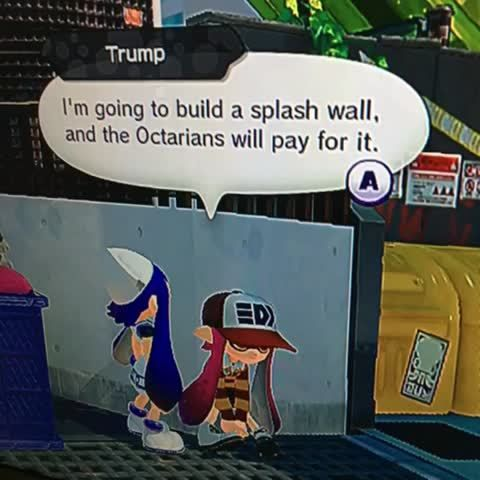 Trump
I'm going to build a splash wall,
and the Octarians will pay for it.
A